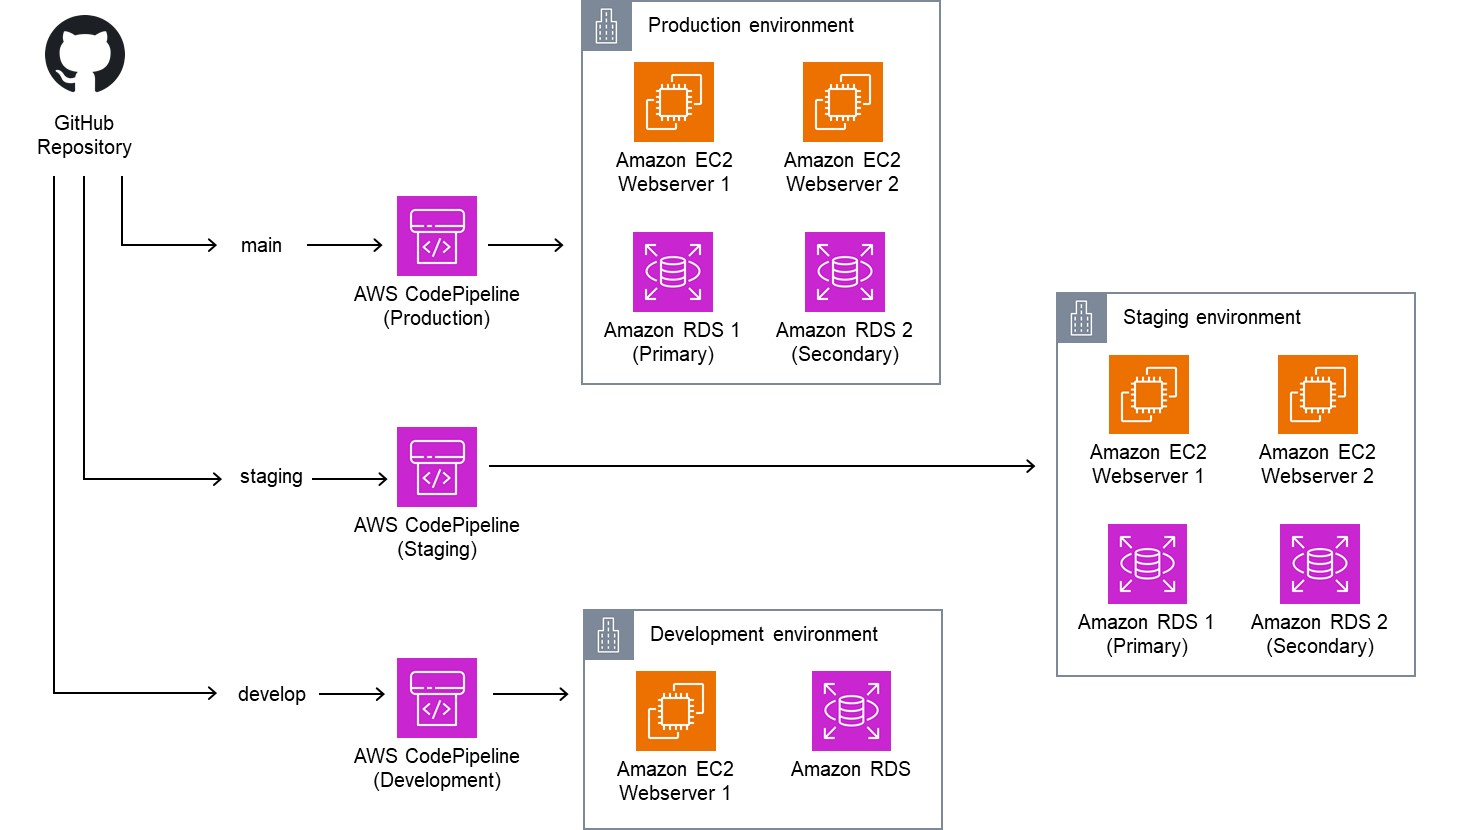 GitHub
Repository
main
AWS CodePipeline
(Production)
Production environment
Amazon EC2
Webserver 1
Amazon EC2
Webserver 2
Amazon RDS 1
(Primary)
Amazon RDS 2
(Secondary)
staging
AWS CodePipeline
(Staging)
Staging environment
Amazon EC2
Webserver 1
Amazon EC2
Webserver 2
Amazon RDS 1
(Primary)
Amazon RDS 2
(Secondary)
develop
AWS CodePipeline
(Development)
Development environment
Amazon EC2
Webserver 1
Amazon RDS